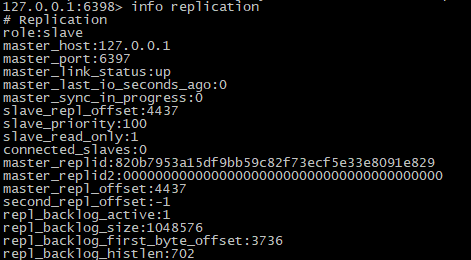 127.0.0.1:6398> info replication
# Replication
role:slave
master_host:127.0.0.1
master_port:6397
master_link_status:up
master_last_io_seconds_ago:0
master_sync_in_progress:0
slave_repl_offset:4437
slave_priority:100
slave_read_only:1
connected_slaves:0
master_replid:820b7953a15df9bb59c82f73ecf5e33e8091e829
master_replid2:0000000000000000000000000000000000000000
master_repl_offset:4437
second_repl_offset:-1
repl_backlog_active:1
repl_backlog_size:1048576
repl_backlog_first_byte_offset:3736
repl_backlog_histlen:702